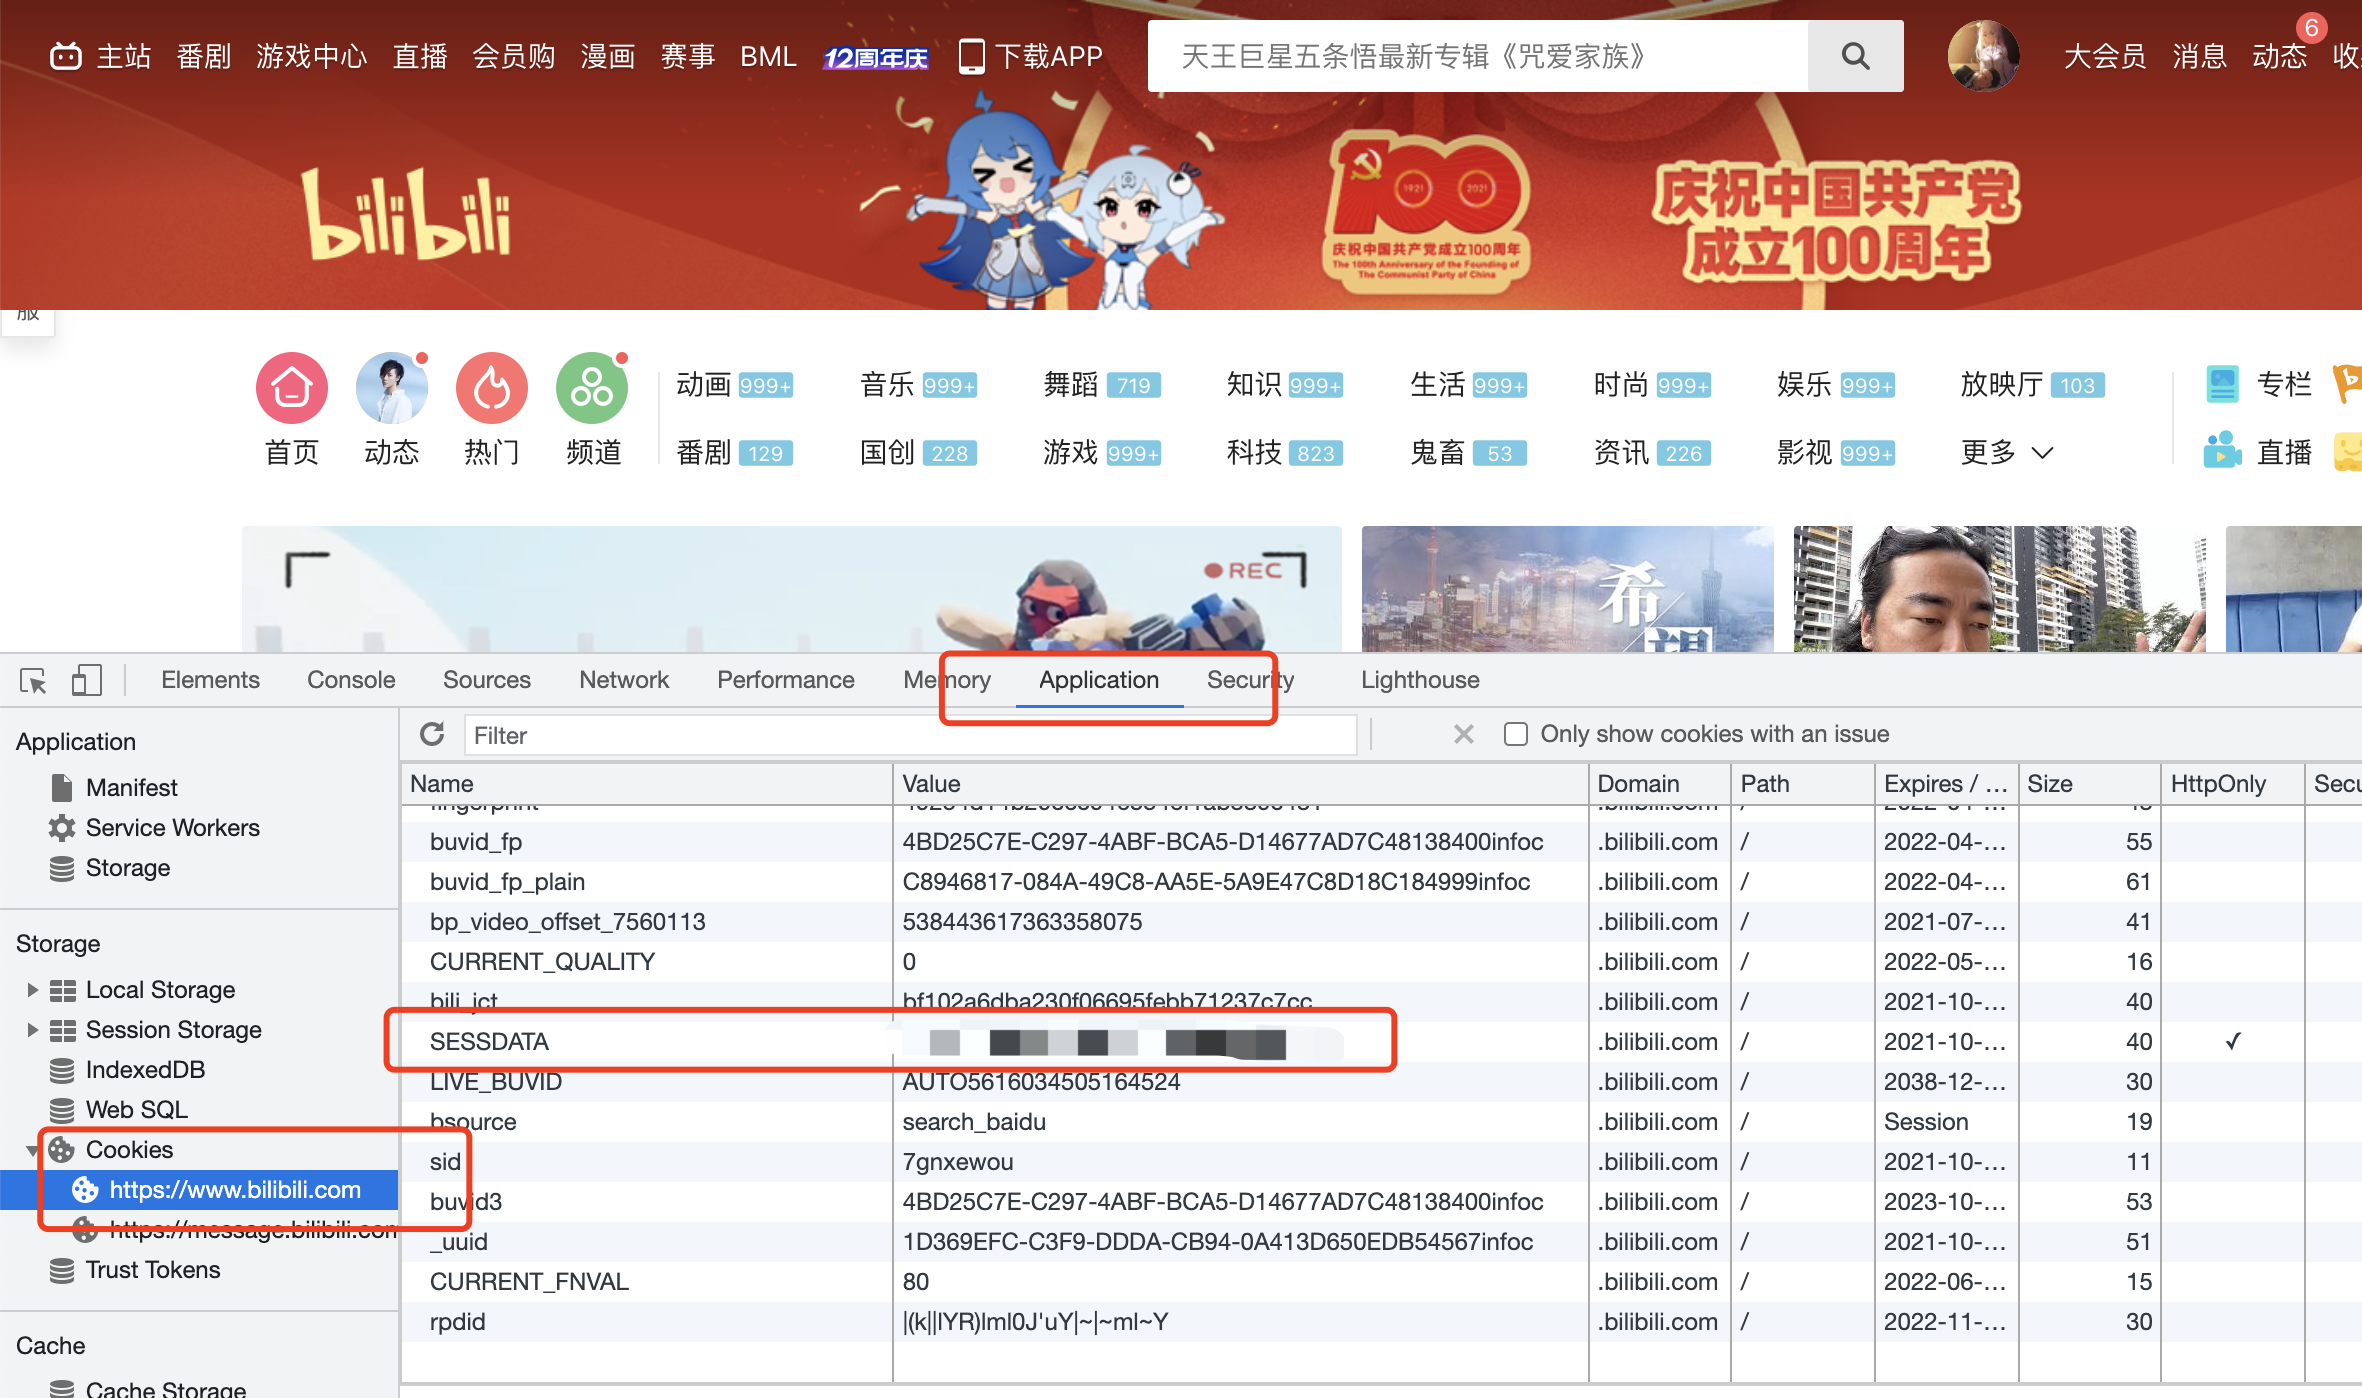 主站 番剧 游戏中心 直播 会员购 漫画 赛事 BML 12周年庆 下载APP 天王巨星五条悟最新专辑《咒爱家族》 大会员 消息 动态 6
bilibili
100
1921 2021
庆祝中国共产党成立100周年
The 100th Anniversary of the Founding of
The Communist Party of China
庆祝中国共产党
成立100周年
首页 动态 热门 频道
动画 999+ 音乐 999+ 舞蹈 719 知识 999+ 生活 999+ 时尚 999+ 娱乐 999+ 放映厅 103 专栏
番剧 129 国创 228 游戏 999+ 科技 823 鬼畜 53 资讯 226 影视 999+ 更多 直播
REC
希
Elements Console Sources Network Performance Memory Application Security Lighthouse
Filter
Only show cookies with an issue
Application
Manifest
Service Workers
Storage
Storage
Local Storage
Session Storage
IndexedDB
Web SQL
Cookies
https://www.bilibili.com
https://message.bilibili.com
Trust Tokens
Cache
Cache Storage
Name Value Domain Path Expires / ... Size HttpOnly
buvid_fp 4BD25C7E-C297-4ABF-BCA5-D14677AD7C48138400infoc .bilibili.com / 2022-04-... 55
buvid_fp_plain C8946817-084A-49C8-AA5E-5A9E47C8D18C184999infoc .bilibili.com / 2022-04-... 61
bp_video_offset_7560113 538443617363358075 .bilibili.com / 2021-07-... 41
CURRENT_QUALITY 0 .bilibili.com / 2022-05-... 16
bili_jct bf102a6dba230f06695febb71237c7cc .bilibili.com / 2021-10-... 40
SESSDATA .bilibili.com / 2021-10-... 40 ✓
LIVE_BUVID AUTO5616034505164524 .bilibili.com / 2038-12-... 30
bsource search_baidu .bilibili.com / Session 19
sid 7gnxewou .bilibili.com / 2021-10-... 11
buvid3 4BD25C7E-C297-4ABF-BCA5-D14677AD7C48138400infoc .bilibili.com / 2023-10-... 53
_uuid 1D369EFC-C3F9-DDDA-CB94-0A413D650EDB54567infoc .bilibili.com / 2021-10-... 51
CURRENT_FNVAL 80 .bilibili.com / 2022-06-... 15
rpdid |(k||lYR)lml0J'uY|~|~ml~Y .bilibili.com / 2022-11-... 30